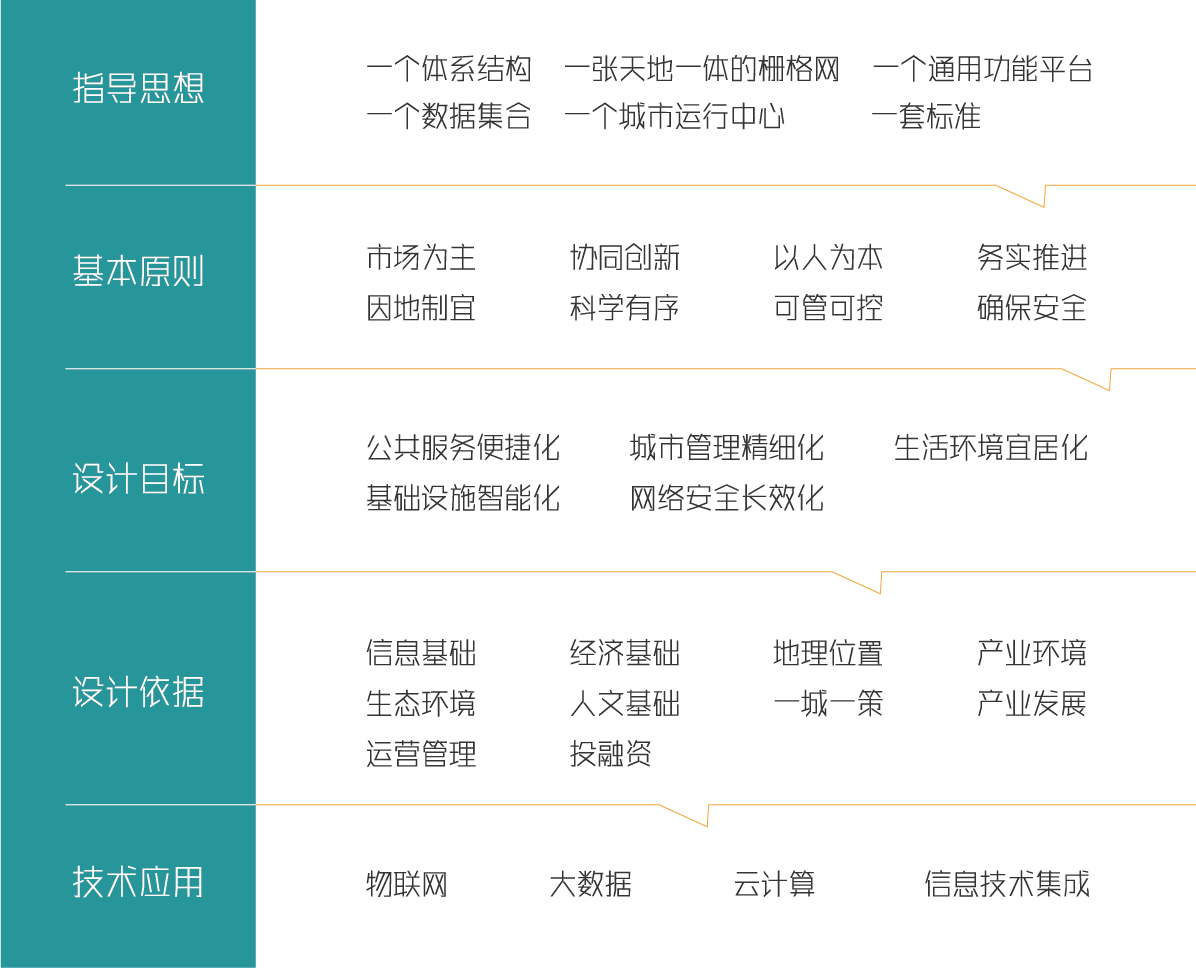 指导思想
一个体系结构 一张天地一体的栅格网 一个通用功能平台
一个数据集合 一个城市运行中心 一套标准
基本原则
市场为主 协同创新 以人为本 务实推进
因地制宜 科学有序 可管可控 确保安全
设计目标
公共服务便捷化 城市管理精细化 生活环境宜居化
基础设施智能化 网络安全长效化
设计依据
信息基础 经济基础 地理位置 产业环境
生态环境 人文基础 一城一策 产业发展
运营管理 投融资
技术应用
物联网 大数据 云计算 信息技术集成